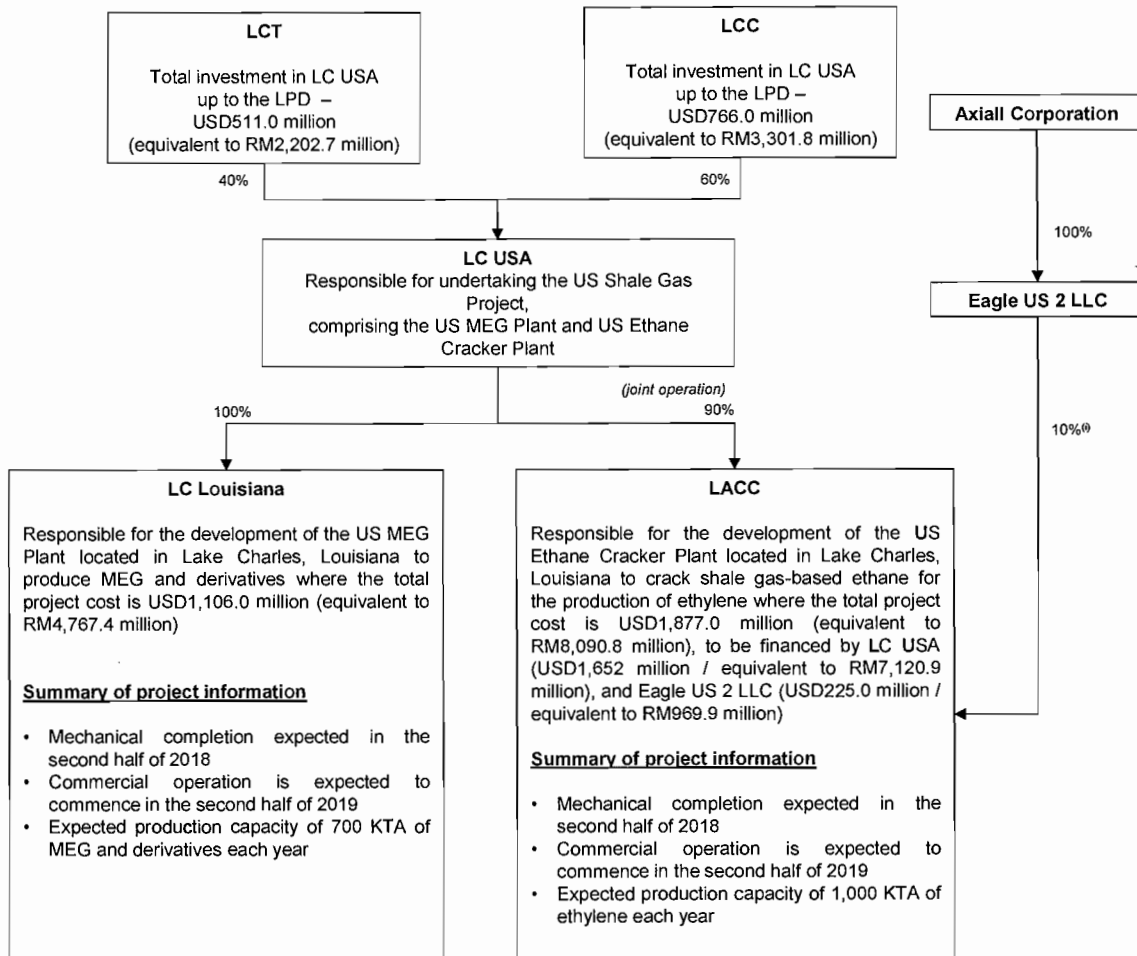 LCT
Total investment in LC USA
up to the LPD –
USD511.0 million
(equivalent to RM2,202.7 million)
LCC
Total investment in LC USA
up to the LPD –
USD766.0 million
(equivalent to RM3,301.8 million)
Axiall Corporation
40%
60%
100%
LC USA
Responsible for undertaking the US Shale Gas
Project,
comprising the US MEG Plant and US Ethane
Cracker Plant
Eagle US 2 LLC
(joint operation)
100%
90%
10%⁽ⁱ⁾
LC Louisiana
Responsible for the development of the US MEG
Plant located in Lake Charles, Louisiana to
produce MEG and derivatives where the total
project cost is USD1,106.0 million (equivalent to
RM4,767.4 million)
Summary of project information
• Mechanical completion expected in the
second half of 2018
• Commercial operation is expected to
commence in the second half of 2019
• Expected production capacity of 700 KTA of
MEG and derivatives each year
LACC
Responsible for the development of the US
Ethane Cracker Plant located in Lake Charles,
Louisiana to crack shale gas-based ethane for
the production of ethylene where the total project
cost is USD1,877.0 million (equivalent to
RM8,090.8 million), to be financed by LC USA
(USD1,652 million / equivalent to RM7,120.9
million), and Eagle US 2 LLC (USD225.0 million /
equivalent to RM969.9 million)
Summary of project information
• Mechanical completion expected in the
second half of 2018
• Commercial operation is expected to
commence in the second half of 2019
• Expected production capacity of 1,000 KTA of
ethylene each year